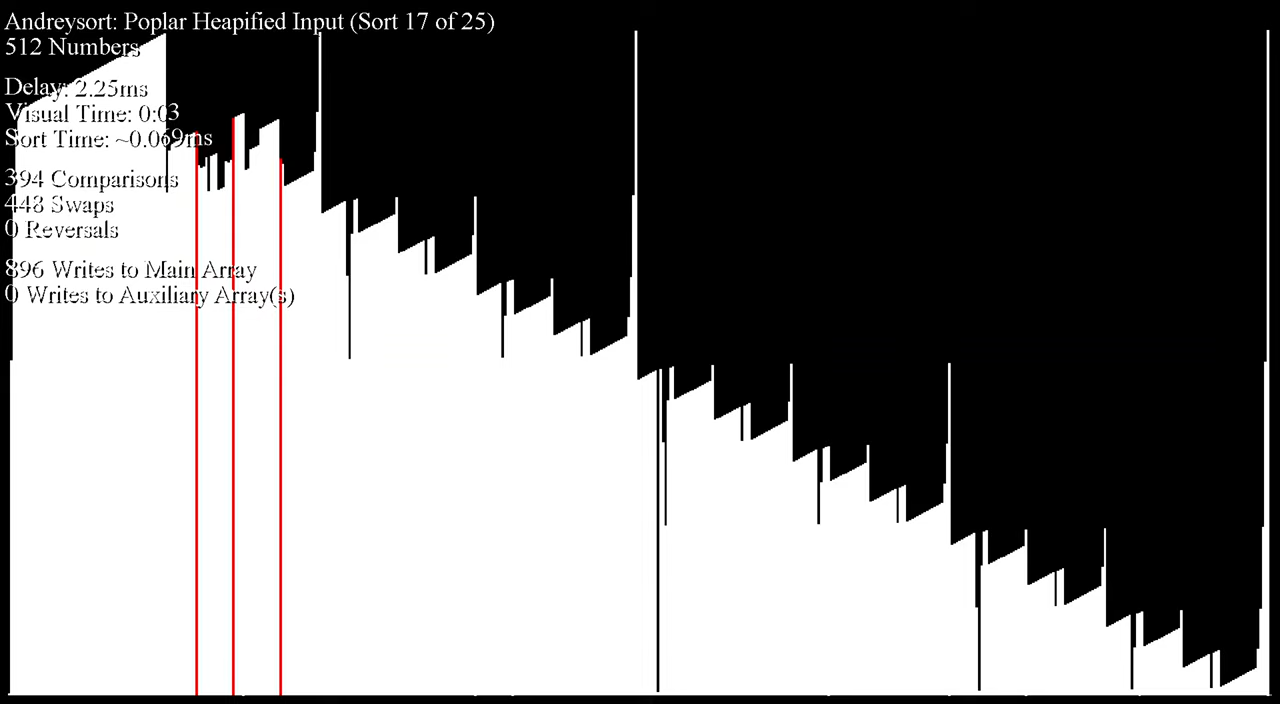 Andreysort: Poplar Heapified Input (Sort 17 of 25)
512 Numbers
Delay: 2.25ms
Visual Time: 0:03
Sort Time: ~0.069ms
394 Comparisons
448 Swaps
0 Reversals
896 Writes to Main Array
0 Writes to Auxiliary Array(s)